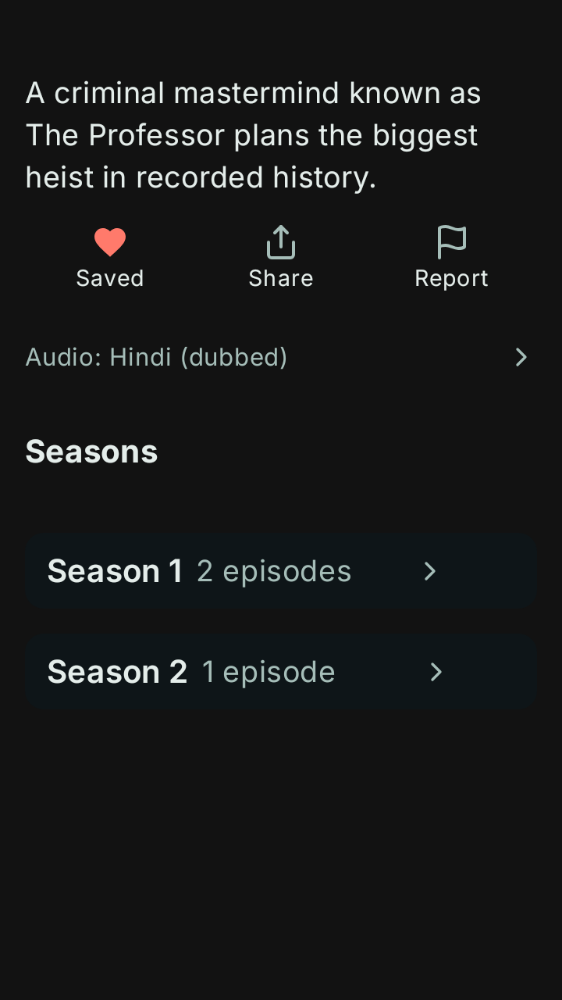 A criminal mastermind known as
The Professor plans the biggest
heist in recorded history.
Saved Share Report
Audio: Hindi (dubbed)
Seasons
Season 1 2 episodes
Season 2 1 episode